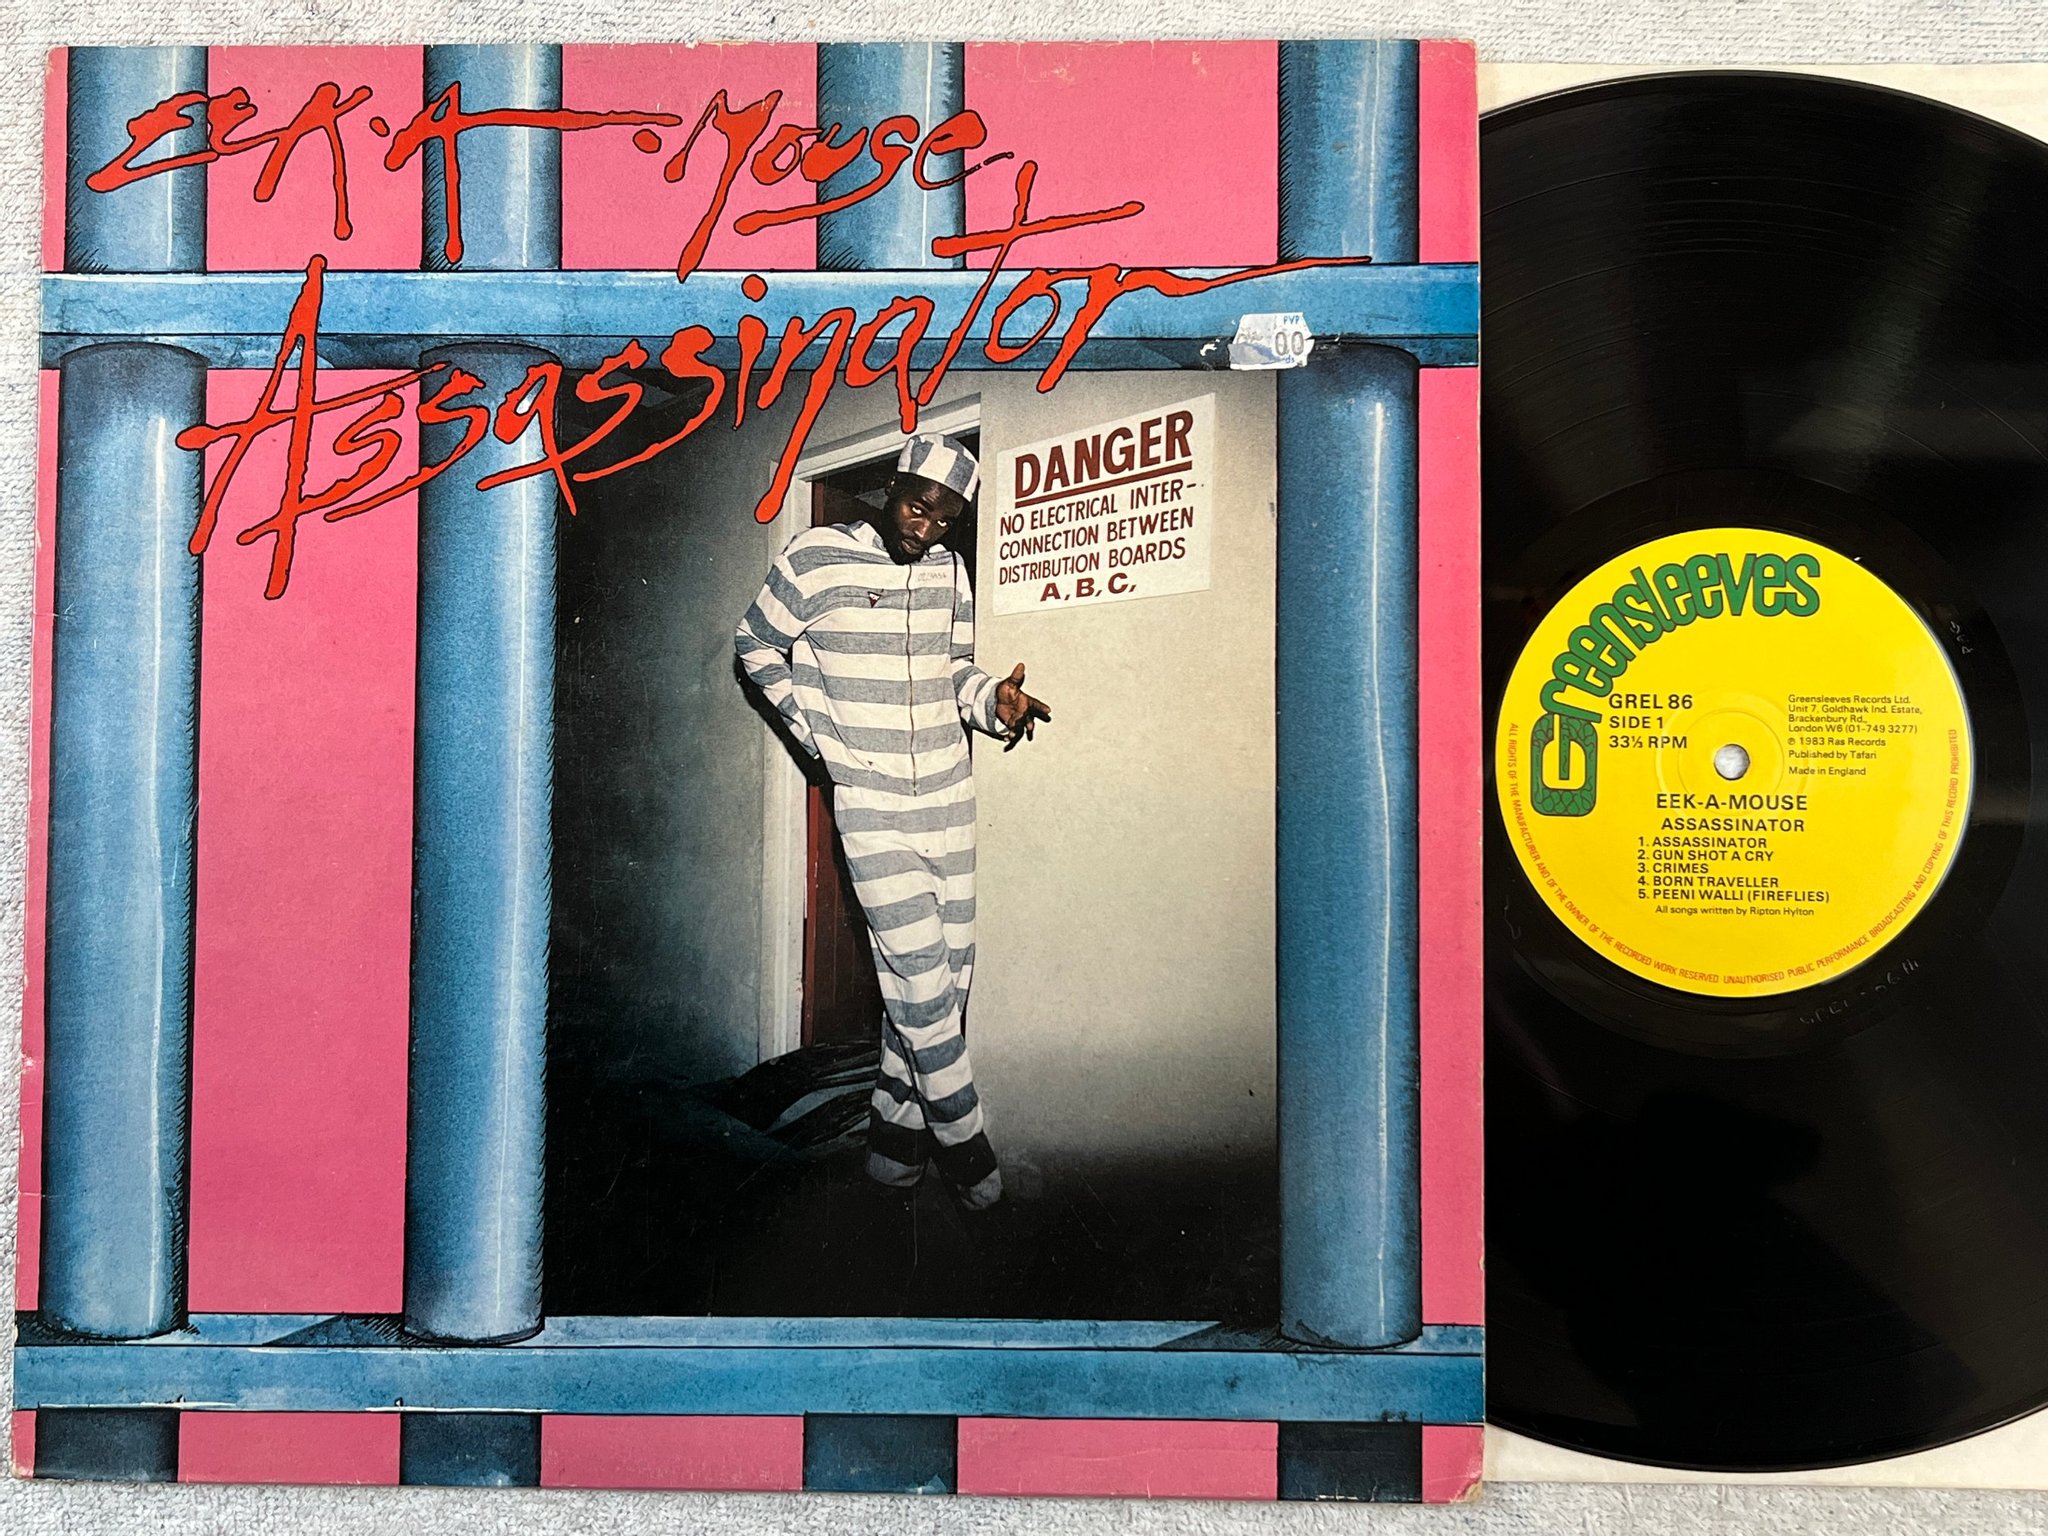 EEK-A-MOUSE
ASSASSINATOR
PVP
00
ds
DANGER
NO ELECTRICAL INTER-
CONNECTION BETWEEN
DISTRIBUTION BOARDS
A, B, C,
Greensleeves
GREL 86
SIDE 1
33⅓ RPM
Greensleeves Records Ltd.
Unit 7, Goldhawk Ind. Estate,
Brackenbury Rd.,
London W6 (01-749 3277)
℗ 1983 Ras Records
Published by Tafari
Made in England
EEK-A-MOUSE
ASSASSINATOR
1. ASSASSINATOR
2. GUN SHOT A CRY
3. CRIMES
4. BORN TRAVELLER
5. PEENI WALLI (FIREFLIES)
All songs written by Ripton Hylton
ALL RIGHTS OF THE MANUFACTURER AND OF THE OWNER OF THE RECORDED WORK RESERVED. UNAUTHORISED PUBLIC PERFORMANCE BROADCASTING AND COPYING OF THIS RECORD PROHIBITED